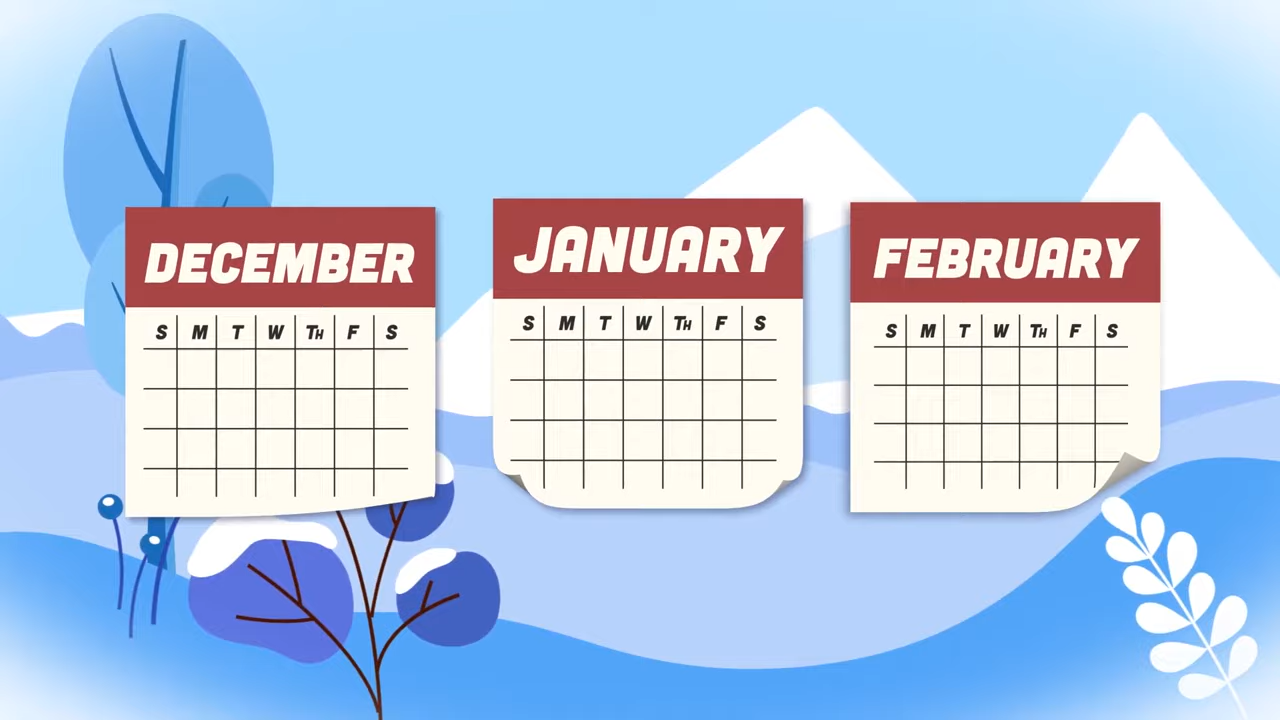 DECEMBER
S M T W TH F S
JANUARY
S M T W TH F S
FEBRUARY
S M T W TH F S